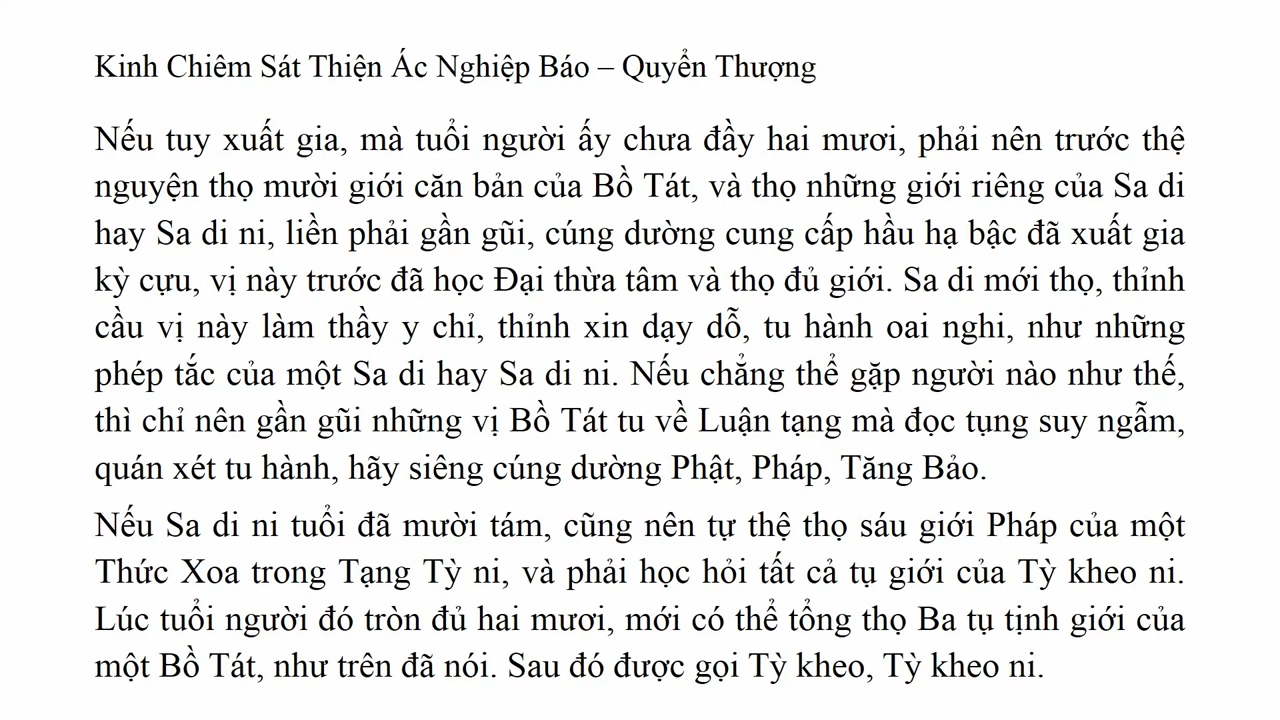 Kinh Chiêm Sát Thiện Ác Nghiệp Báo – Quyển Thượng
Nếu tuy xuất gia, mà tuổi người ấy chưa đầy hai mươi, phải nên trước thệ
nguyện thọ mười giới căn bản của Bồ Tát, và thọ những giới riêng của Sa di
hay Sa di ni, liền phải gần gũi, cúng dường cung cấp hầu hạ bậc đã xuất gia
kỳ cựu, vị này trước đã học Đại thừa tâm và thọ đủ giới. Sa di mới thọ, thỉnh
cầu vị này làm thầy y chỉ, thỉnh xin dạy dỗ, tu hành oai nghi, như những
phép tắc của một Sa di hay Sa di ni. Nếu chẳng thể gặp người nào như thế,
thì chỉ nên gần gũi những vị Bồ Tát tu về Luận tạng mà đọc tụng suy ngẫm,
quán xét tu hành, hãy siêng cúng dường Phật, Pháp, Tăng Bảo.
Nếu Sa di ni tuổi đã mười tám, cũng nên tự thệ thọ sáu giới Pháp của một
Thức Xoa trong Tạng Tỳ ni, và phải học hỏi tất cả tụ giới của Tỳ kheo ni.
Lúc tuổi người đó tròn đủ hai mươi, mới có thể tổng thọ Ba tụ tịnh giới của
một Bồ Tát, như trên đã nói. Sau đó được gọi Tỳ kheo, Tỳ kheo ni.